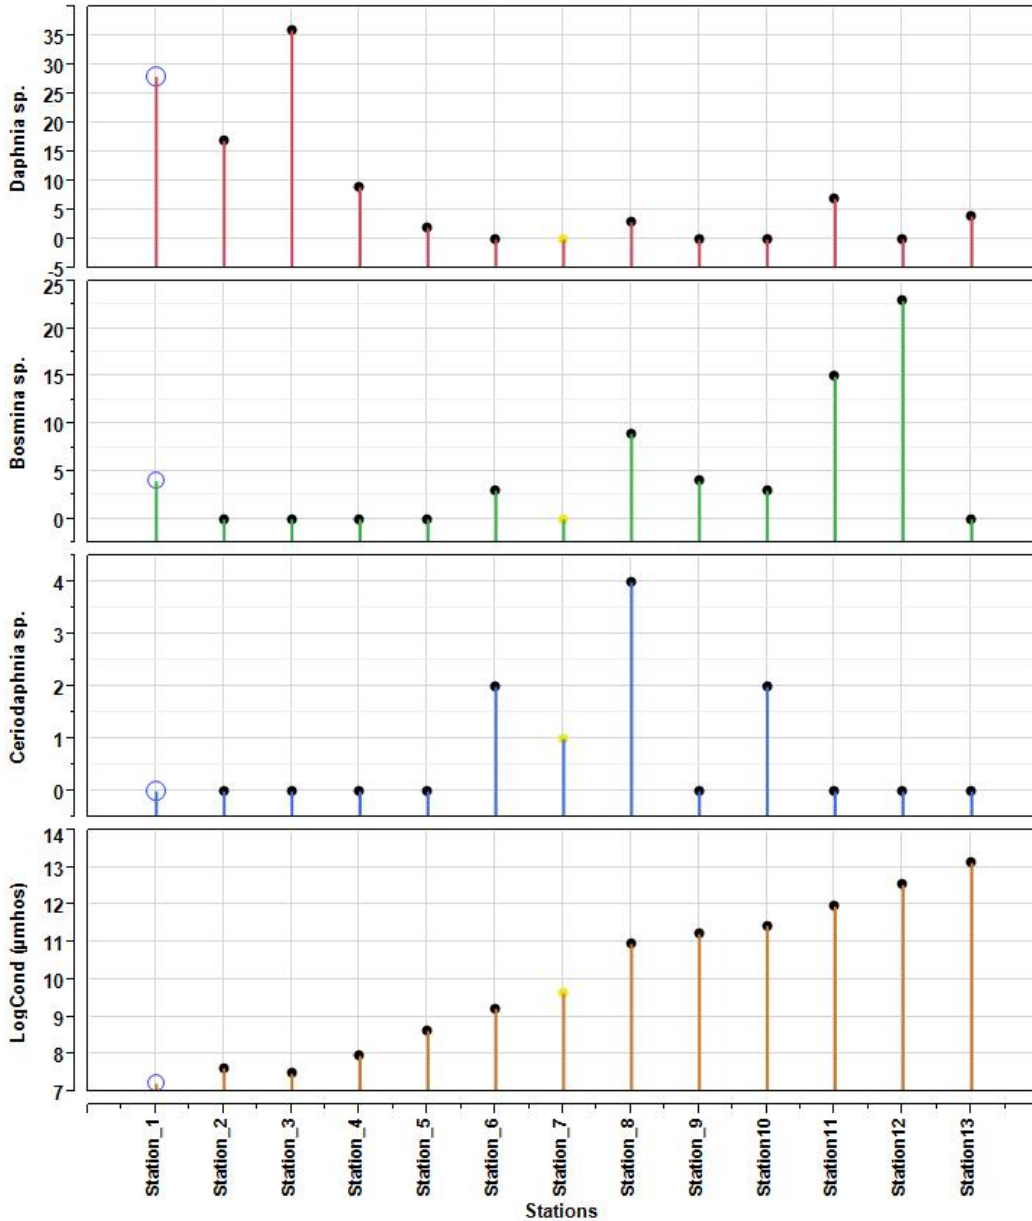 Daphnia sp.
35
30
25
20
15
10
5
0
-5
Bosmina sp.
25
20
15
10
5
0
Ceriodaphnia sp.
4
3
2
1
0
LogCond (µmhos)
14
13
12
11
10
9
8
7
Station_1
Station_2
Station_3
Station_4
Station_5
Station_6
Station_7
Station_8
Station_9
Station10
Station11
Station12
Station13
Stations